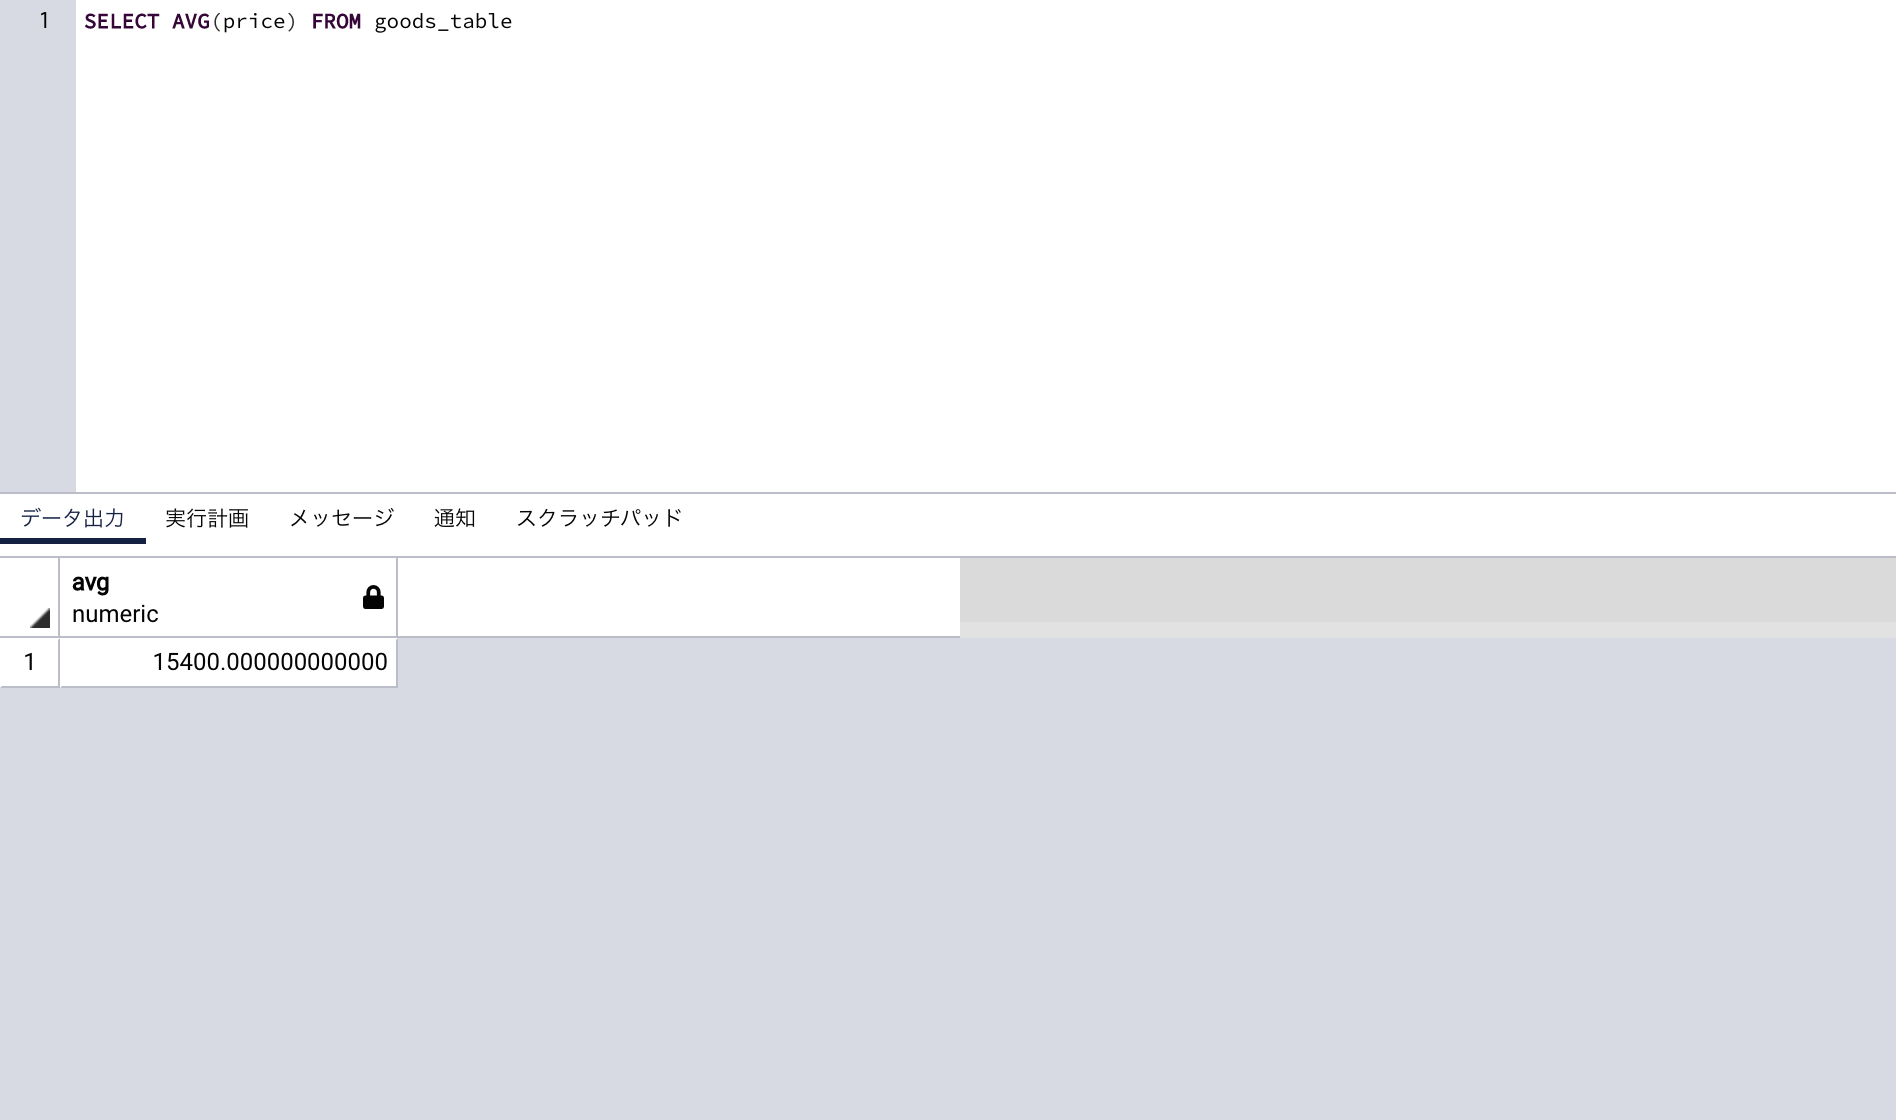 1 SELECT AVG(price) FROM goods_table
データ出力 実行計画 メッセージ 通知 スクラッチパッド
avg
numeric
1 15400.000000000000